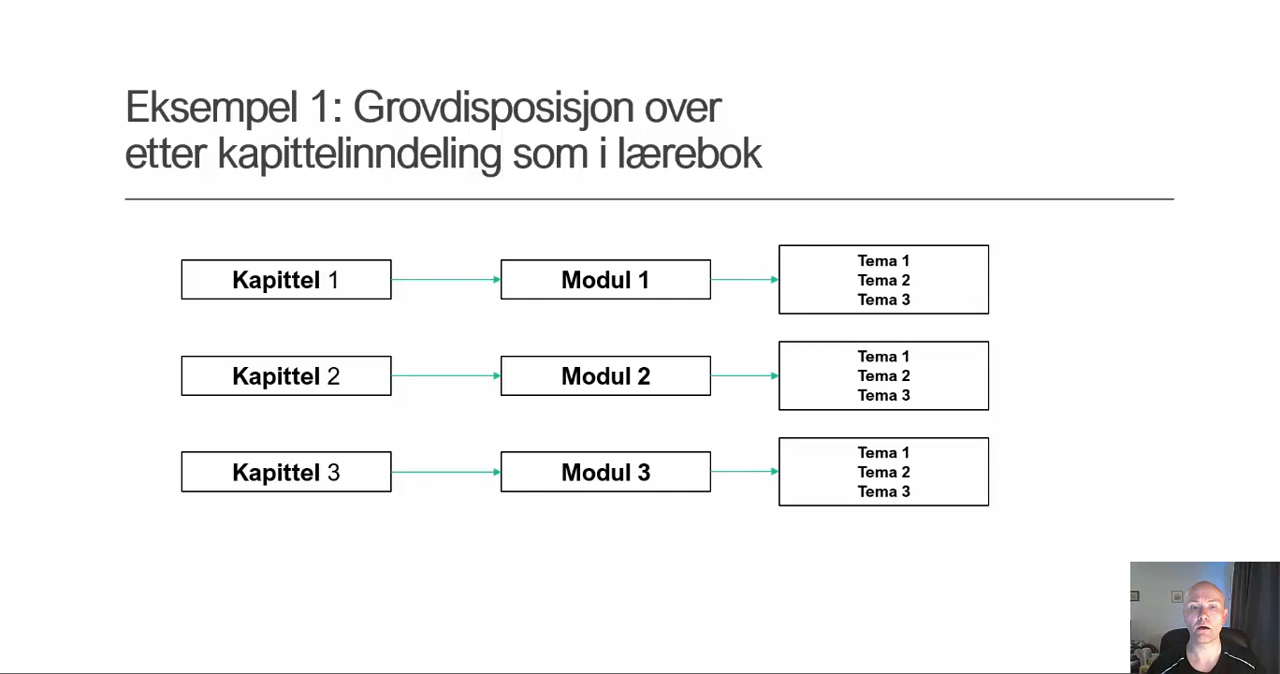 Eksempel 1: Grovdisposisjon over
etter kapittelinndeling som i lærebok
Kapittel 1
Modul 1
Tema 1
Tema 2
Tema 3
Kapittel 2
Modul 2
Tema 1
Tema 2
Tema 3
Kapittel 3
Modul 3
Tema 1
Tema 2
Tema 3